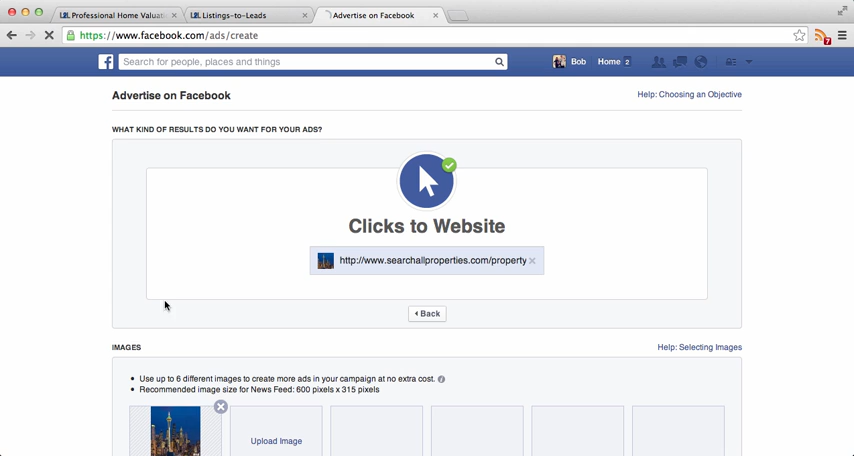 Professional Home Valuati
Listings-to-Leads
Advertise on Facebook
https://www.facebook.com/ads/create
7
f
Search for people, places and things
Bob
Home 2
Advertise on Facebook
Help: Choosing an Objective
WHAT KIND OF RESULTS DO YOU WANT FOR YOUR ADS?
Clicks to Website
http://www.searchallproperties.com/property
Back
IMAGES
Help: Selecting Images
Use up to 6 different images to create more ads in your campaign at no extra cost.
Recommended image size for News Feed: 600 pixels x 315 pixels
Upload Image